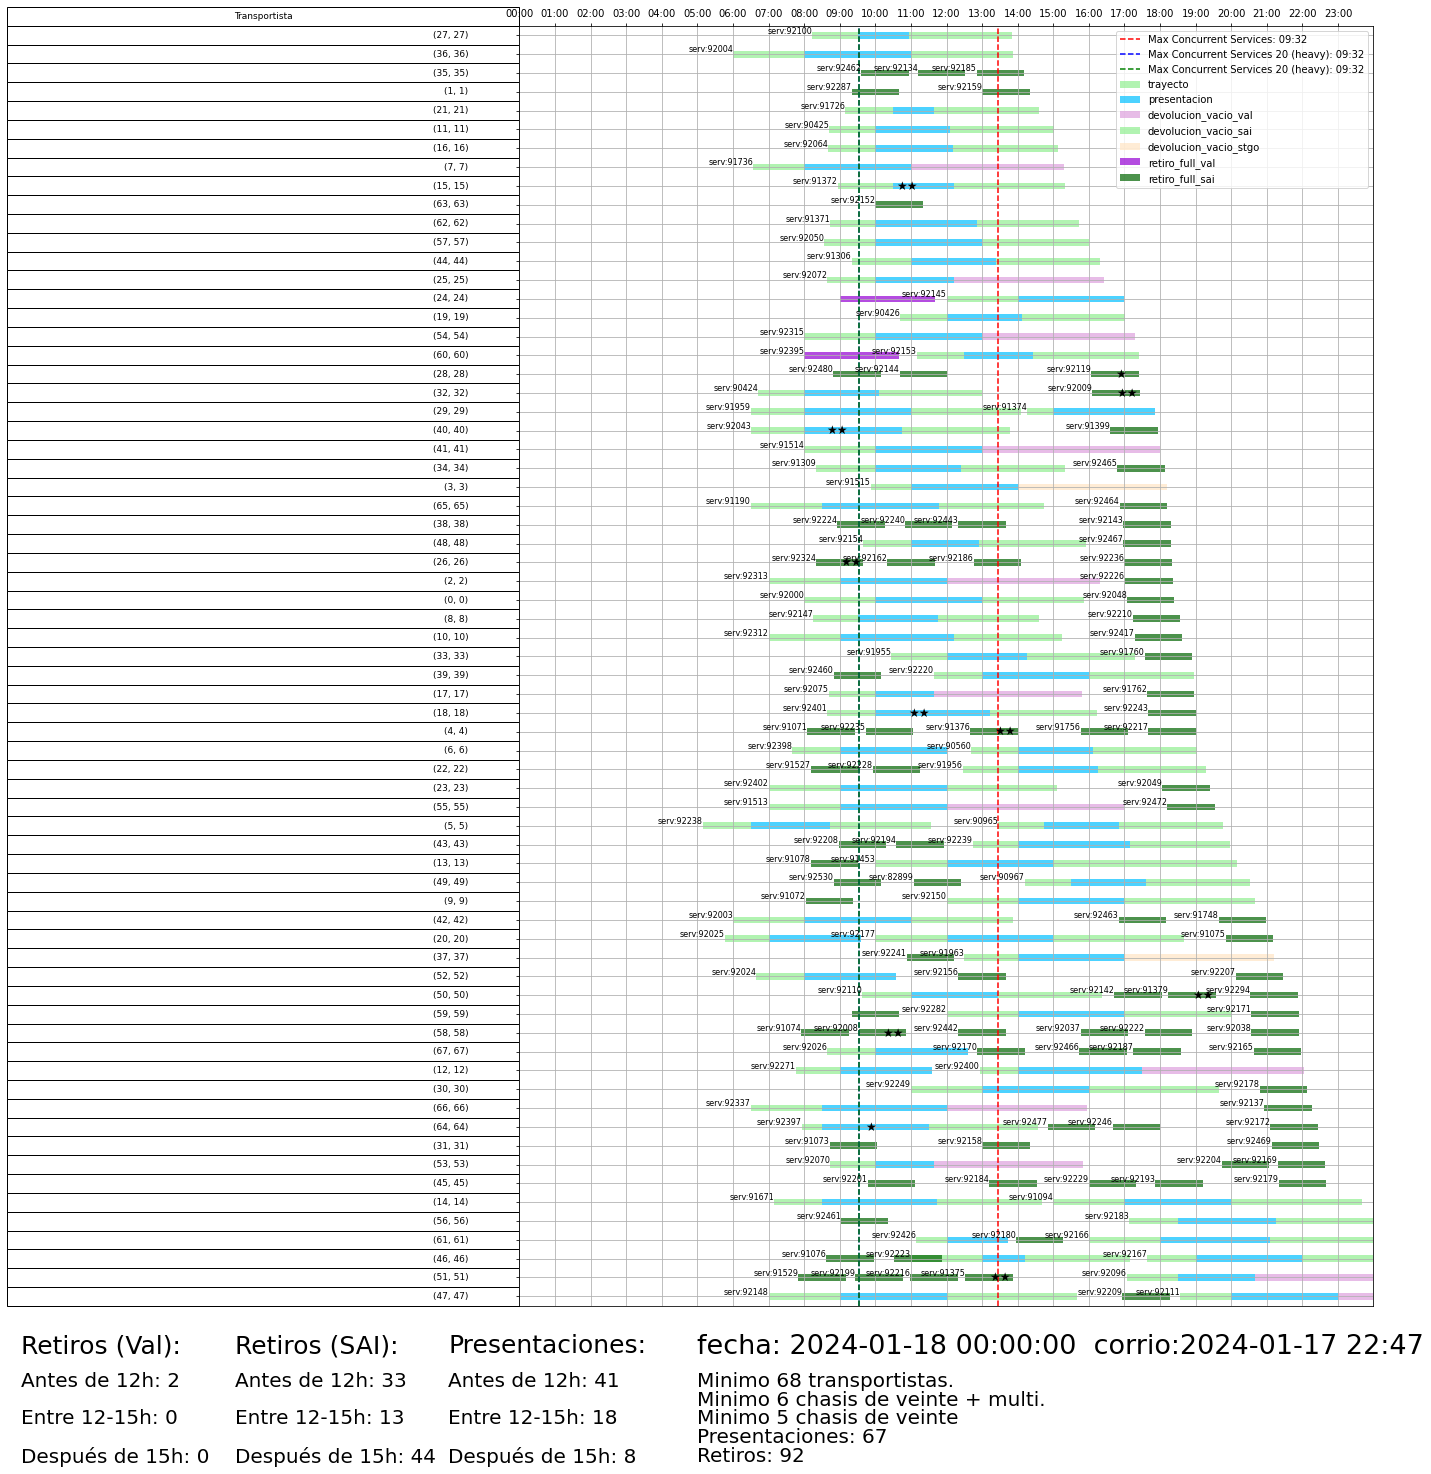 Transportista
00:00 01:00 02:00 03:00 04:00 05:00 06:00 07:00 08:00 09:00 10:00 11:00 12:00 13:00 14:00 15:00 16:00 17:00 18:00 19:00 20:00 21:00 22:00 23:00
Max Concurrent Services: 09:32
Max Concurrent Services 20 (heavy): 09:32
Max Concurrent Services 20 (heavy): 09:32
trayecto
presentacion
devolucion_vacio_val
devolucion_vacio_sai
devolucion_vacio_stgo
retiro_full_val
retiro_full_sai
(27, 27) serv:92100
(36, 36) serv:92004
(35, 35) serv:92462 serv:92134 serv:92185
(1, 1) serv:92287 serv:92159
(21, 21) serv:91726
(11, 11) serv:90425
(16, 16) serv:92064
(7, 7) serv:91736
(15, 15) serv:91372
(63, 63) serv:92152
(62, 62) serv:91371
(57, 57) serv:92050
(44, 44) serv:91306
(25, 25) serv:92072
(24, 24) serv:92145
(19, 19) serv:90426
(54, 54) serv:92315
(60, 60) serv:92395 serv:92153
(28, 28) serv:92480 serv:92144 serv:92119
(32, 32) serv:90424 serv:92009
(29, 29) serv:91959 serv:91374
(40, 40) serv:92043 serv:91399
(41, 41) serv:91514
(34, 34) serv:91309 serv:92465
(3, 3) serv:91515
(65, 65) serv:91190 serv:92464
(38, 38) serv:92224 serv:92240 serv:92443 serv:92143
(48, 48) serv:92154 serv:92467
(26, 26) serv:92324 serv:92162 serv:92186 serv:92236
(2, 2) serv:92313 serv:92226
(0, 0) serv:92000 serv:92048
(8, 8) serv:92147 serv:92210
(10, 10) serv:92312 serv:92417
(33, 33) serv:91955 serv:91760
(39, 39) serv:92460 serv:92220
(17, 17) serv:92075 serv:91762
(18, 18) serv:92401 serv:92243
(4, 4) serv:91071 serv:92235 serv:91376 serv:91756 serv:92217
(6, 6) serv:92398 serv:90560
(22, 22) serv:91527 serv:92228 serv:91956
(23, 23) serv:92402 serv:92049
(55, 55) serv:91513 serv:92472
(5, 5) serv:92238 serv:90965
(43, 43) serv:92208 serv:92194 serv:92239
(13, 13) serv:91078
(49, 49) serv:92530 serv:82899 serv:90967
(9, 9) serv:91072 serv:92150
(42, 42) serv:92003 serv:92463 serv:91748
(20, 20) serv:92025 serv:92177 serv:91075
(37, 37) serv:92241 serv:91963
(52, 52) serv:92024 serv:92156 serv:92207
(50, 50) serv:92110 serv:92142 serv:91379 serv:92294
(59, 59) serv:92282 serv:92171
(58, 58) serv:91074 serv:92008 serv:92442 serv:92037 serv:92222 serv:92038
(67, 67) serv:92026 serv:92170 serv:92466 serv:92187 serv:92165
(12, 12) serv:92271 serv:92400
(30, 30) serv:92249 serv:92178
(66, 66) serv:92337 serv:92137
(64, 64) serv:92397 serv:92477 serv:92246 serv:92172
(31, 31) serv:91073 serv:92158 serv:92469
(53, 53) serv:92070 serv:92204 serv:92169
(45, 45) serv:92201 serv:92184 serv:92229 serv:92193 serv:92179
(14, 14) serv:91671 serv:91094
(56, 56) serv:92461 serv:92183
(61, 61) serv:92426 serv:92180 serv:92166
(46, 46) serv:91076 serv:92223 serv:92167
(51, 51) serv:91529 serv:92199 serv:92216 serv:91375 serv:92096
(47, 47) serv:92148 serv:92209 serv:92111
Retiros (Val): Retiros (SAI): Presentaciones: fecha: 2024-01-18 00:00:00 corrio:2024-01-17 22:47
Antes de 12h: 2 Antes de 12h: 33 Antes de 12h: 41 Minimo 68 transportistas.
Minimo 6 chasis de veinte + multi.
Entre 12-15h: 0 Entre 12-15h: 13 Entre 12-15h: 18 Minimo 5 chasis de veinte
Presentaciones: 67
Después de 15h: 0 Después de 15h: 44 Después de 15h: 8 Retiros: 92